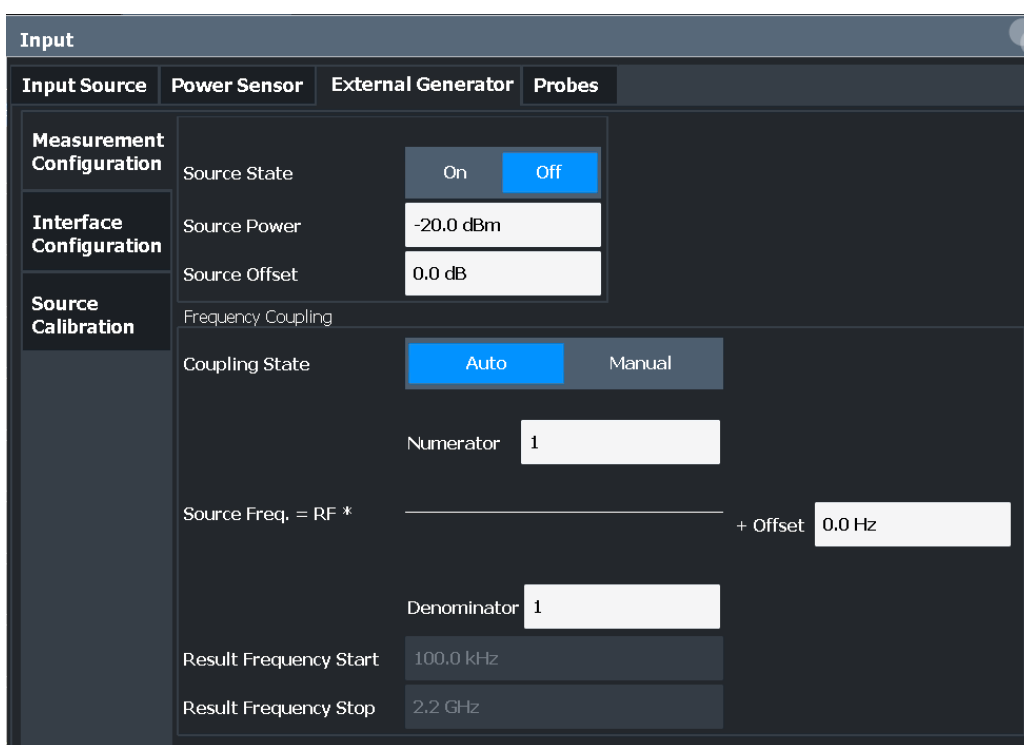 Input
Input Source Power Sensor External Generator Probes
Measurement
Configuration
Interface
Configuration
Source
Calibration
Source State On Off
Source Power -20.0 dBm
Source Offset 0.0 dB
Frequency Coupling
Coupling State Auto Manual
Numerator 1
Source Freq. = RF *
+ Offset 0.0 Hz
Denominator 1
Result Frequency Start 100.0 kHz
Result Frequency Stop 2.2 GHz